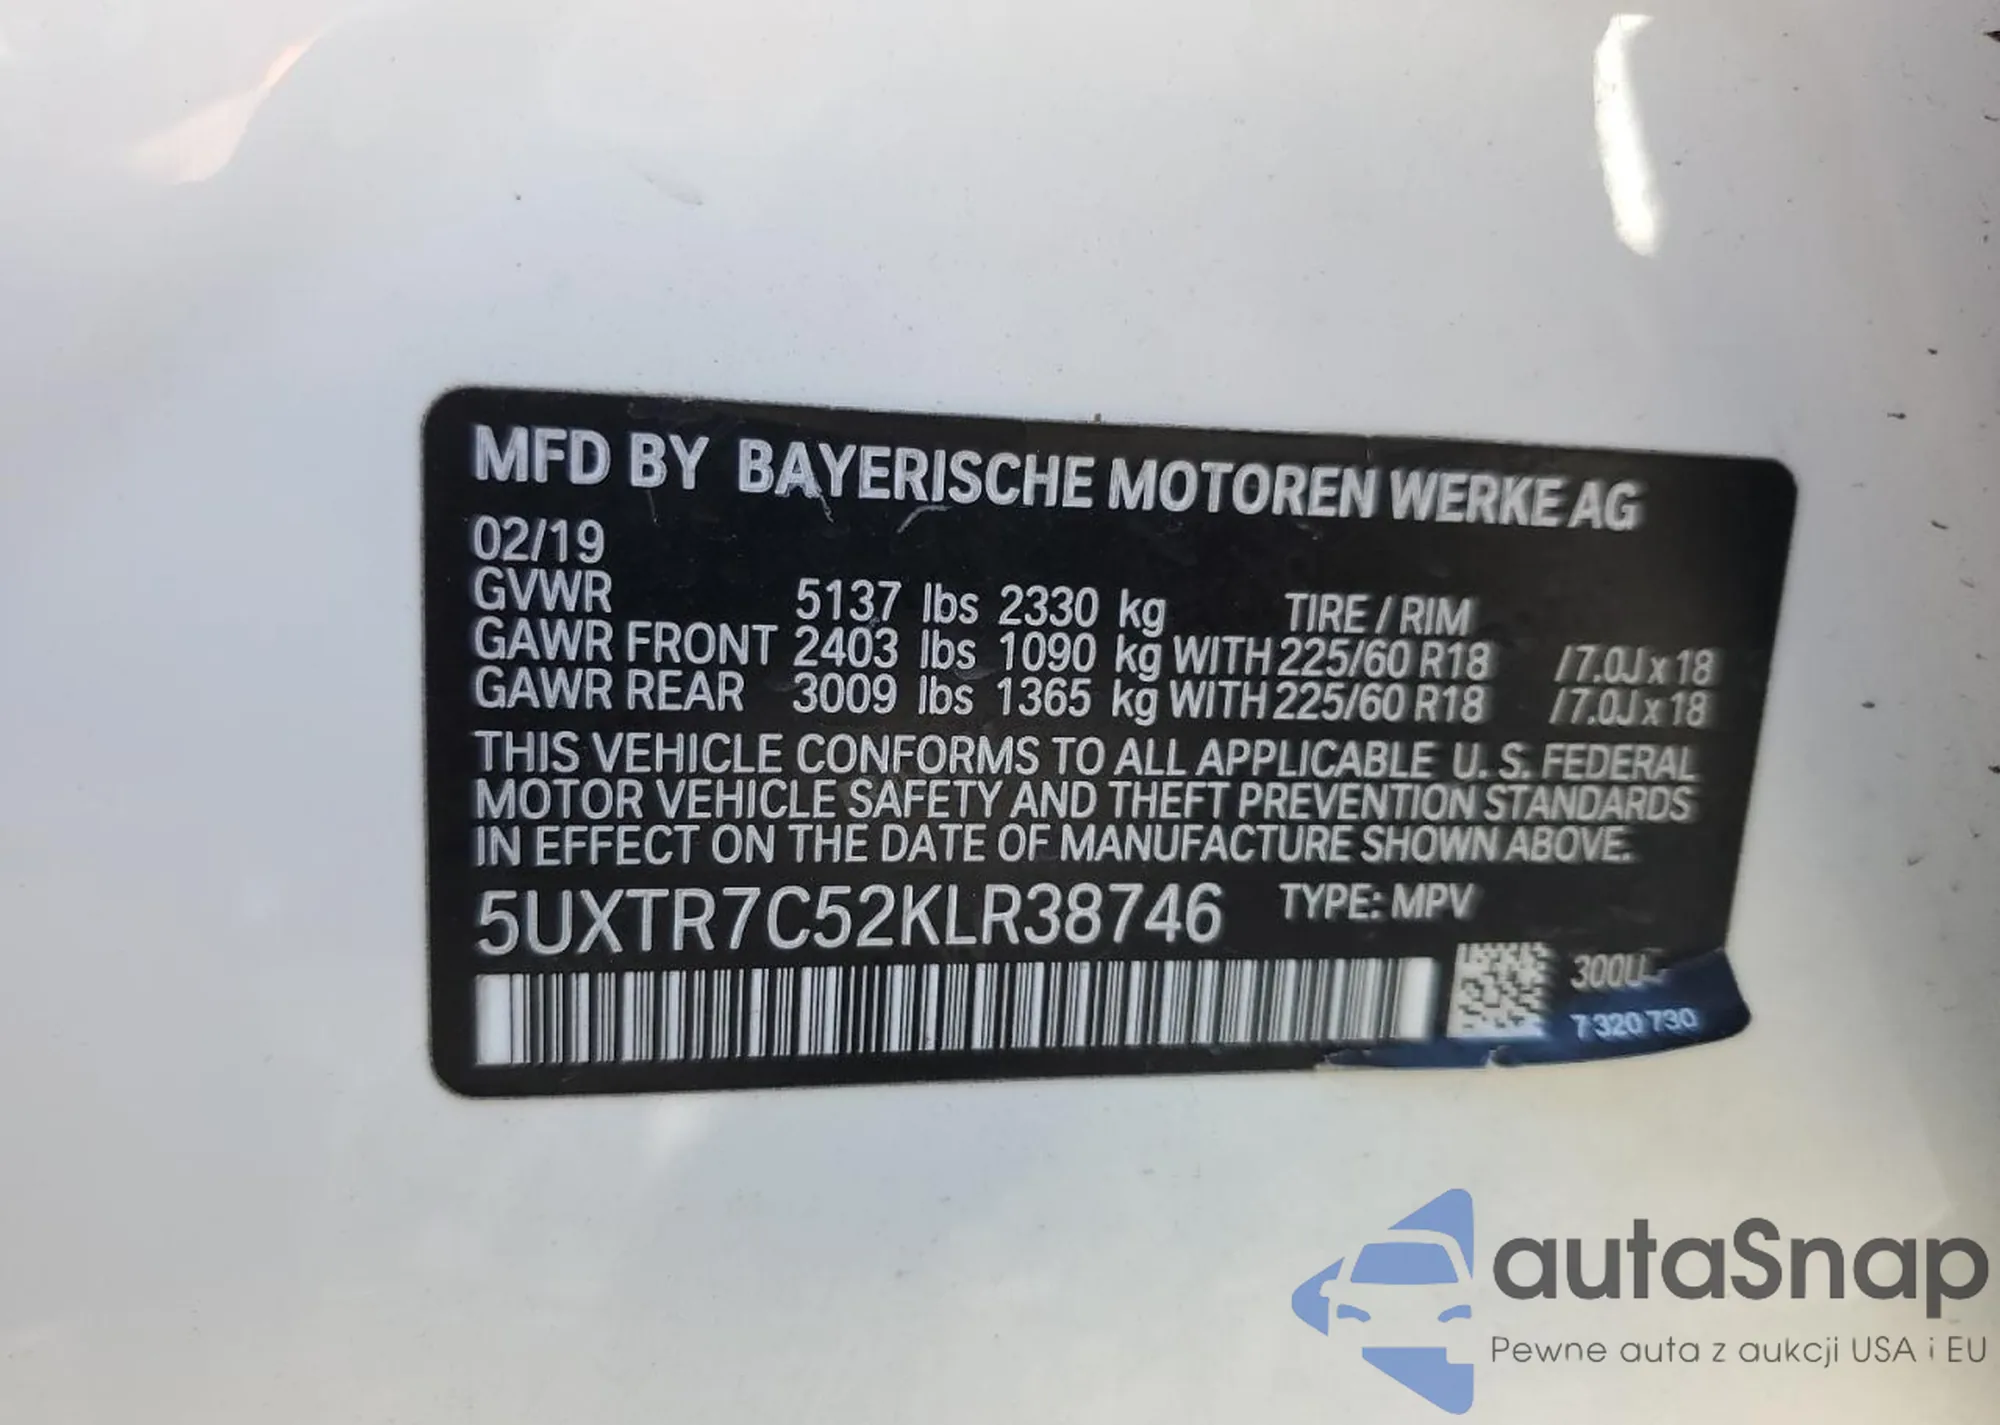 MFD BY BAYERISCHE MOTOREN WERKE AG
02/19
GVWR 5137 lbs 2330 kg TIRE / RIM
GAWR FRONT 2403 lbs 1090 kg WITH 225/60 R18 / 7.0J x 18
GAWR REAR 3009 lbs 1365 kg WITH 225/60 R18 / 7.0J x 18
THIS VEHICLE CONFORMS TO ALL APPLICABLE U. S. FEDERAL
MOTOR VEHICLE SAFETY AND THEFT PREVENTION STANDARDS
IN EFFECT ON THE DATE OF MANUFACTURE SHOWN ABOVE.
5UXTR7C52KLR38746 TYPE: MPV
7 320 730
autaSnap
Pewne auta z aukcji USA i EU